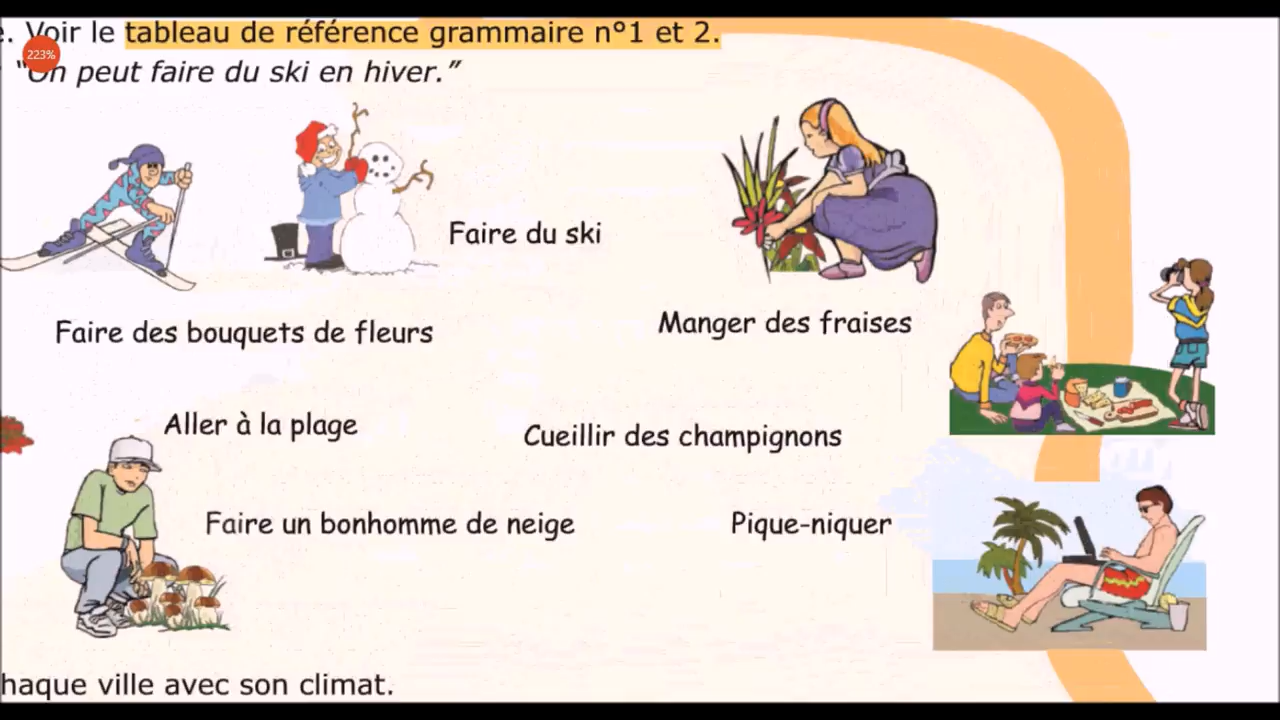 . Voir le tableau de référence grammaire n°1 et 2.
223%
“On peut faire du ski en hiver.”
Faire du ski
Manger des fraises
Faire des bouquets de fleurs
Aller à la plage
Cueillir des champignons
Faire un bonhomme de neige
Pique-niquer
haque ville avec son climat.